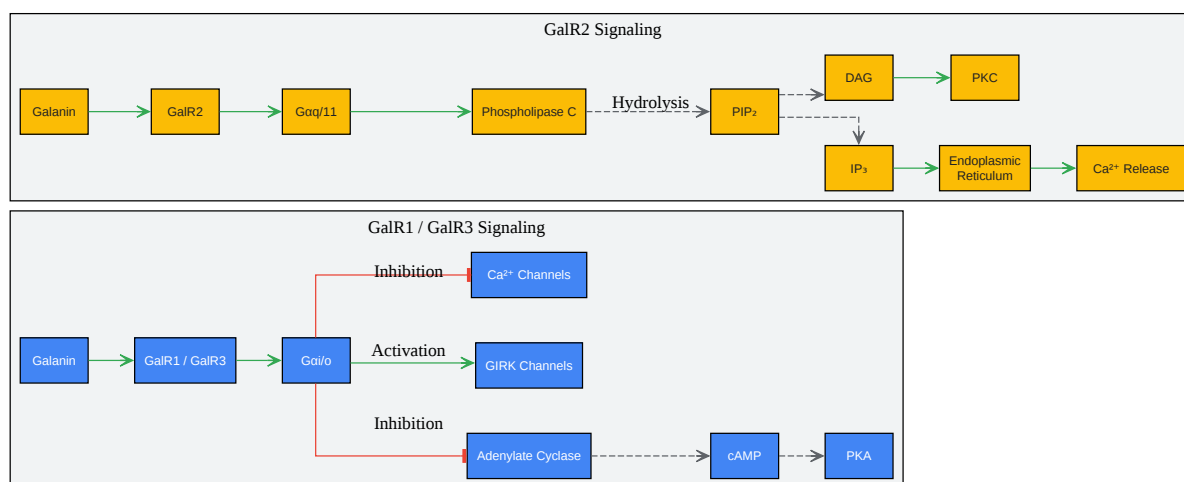 GalR2 Signaling
DAG
PKC
Galanin
GalR2
Gαq/11
Phospholipase C
Hydrolysis
PIP₂
IP₃
Endoplasmic
Reticulum
Ca²⁺ Release
GalR1 / GalR3 Signaling
Inhibition
Ca²⁺ Channels
Galanin
GalR1 / GalR3
Gαi/o
Activation
GIRK Channels
Inhibition
Adenylate Cyclase
cAMP
PKA